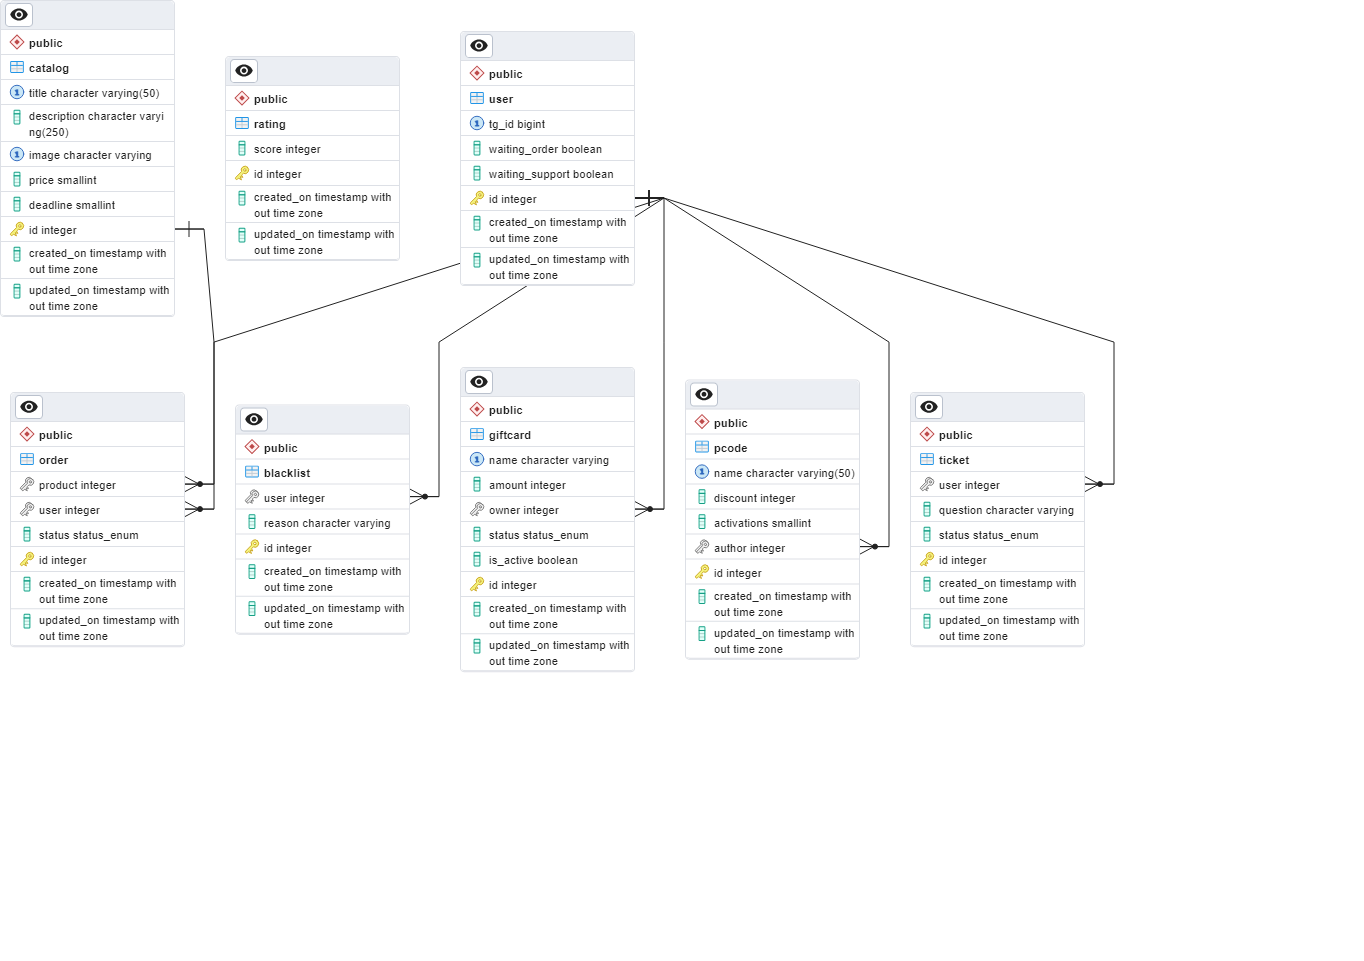 public
catalog
title character varying(50)
description character varyi
ng(250)
image character varying
price smallint
deadline smallint
id integer
created_on timestamp with
out time zone
updated_on timestamp with
out time zone
public
rating
score integer
id integer
created_on timestamp with
out time zone
updated_on timestamp with
out time zone
public
user
tg_id bigint
waiting_order boolean
waiting_support boolean
id integer
created_on timestamp with
out time zone
updated_on timestamp with
out time zone
public
order
product integer
user integer
status status_enum
id integer
created_on timestamp with
out time zone
updated_on timestamp with
out time zone
public
blacklist
user integer
reason character varying
id integer
created_on timestamp with
out time zone
updated_on timestamp with
out time zone
public
giftcard
name character varying
amount integer
owner integer
status status_enum
is_active boolean
id integer
created_on timestamp with
out time zone
updated_on timestamp with
out time zone
public
pcode
name character varying(50)
discount integer
activations smallint
author integer
id integer
created_on timestamp with
out time zone
updated_on timestamp with
out time zone
public
ticket
user integer
question character varying
status status_enum
id integer
created_on timestamp with
out time zone
updated_on timestamp with
out time zone